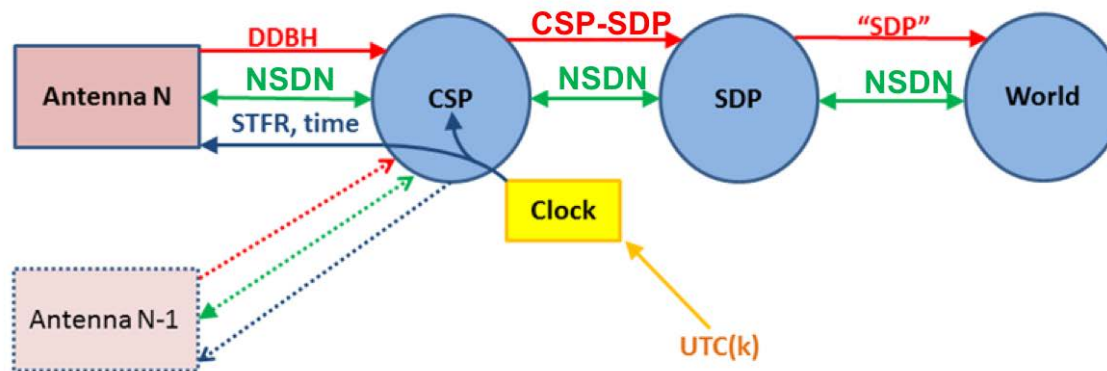 DDBH
CSP-SDP
“SDP”
Antenna N
NSDN
CSP
NSDN
SDP
NSDN
World
STFR, time
Clock
Antenna N-1
UTC(k)